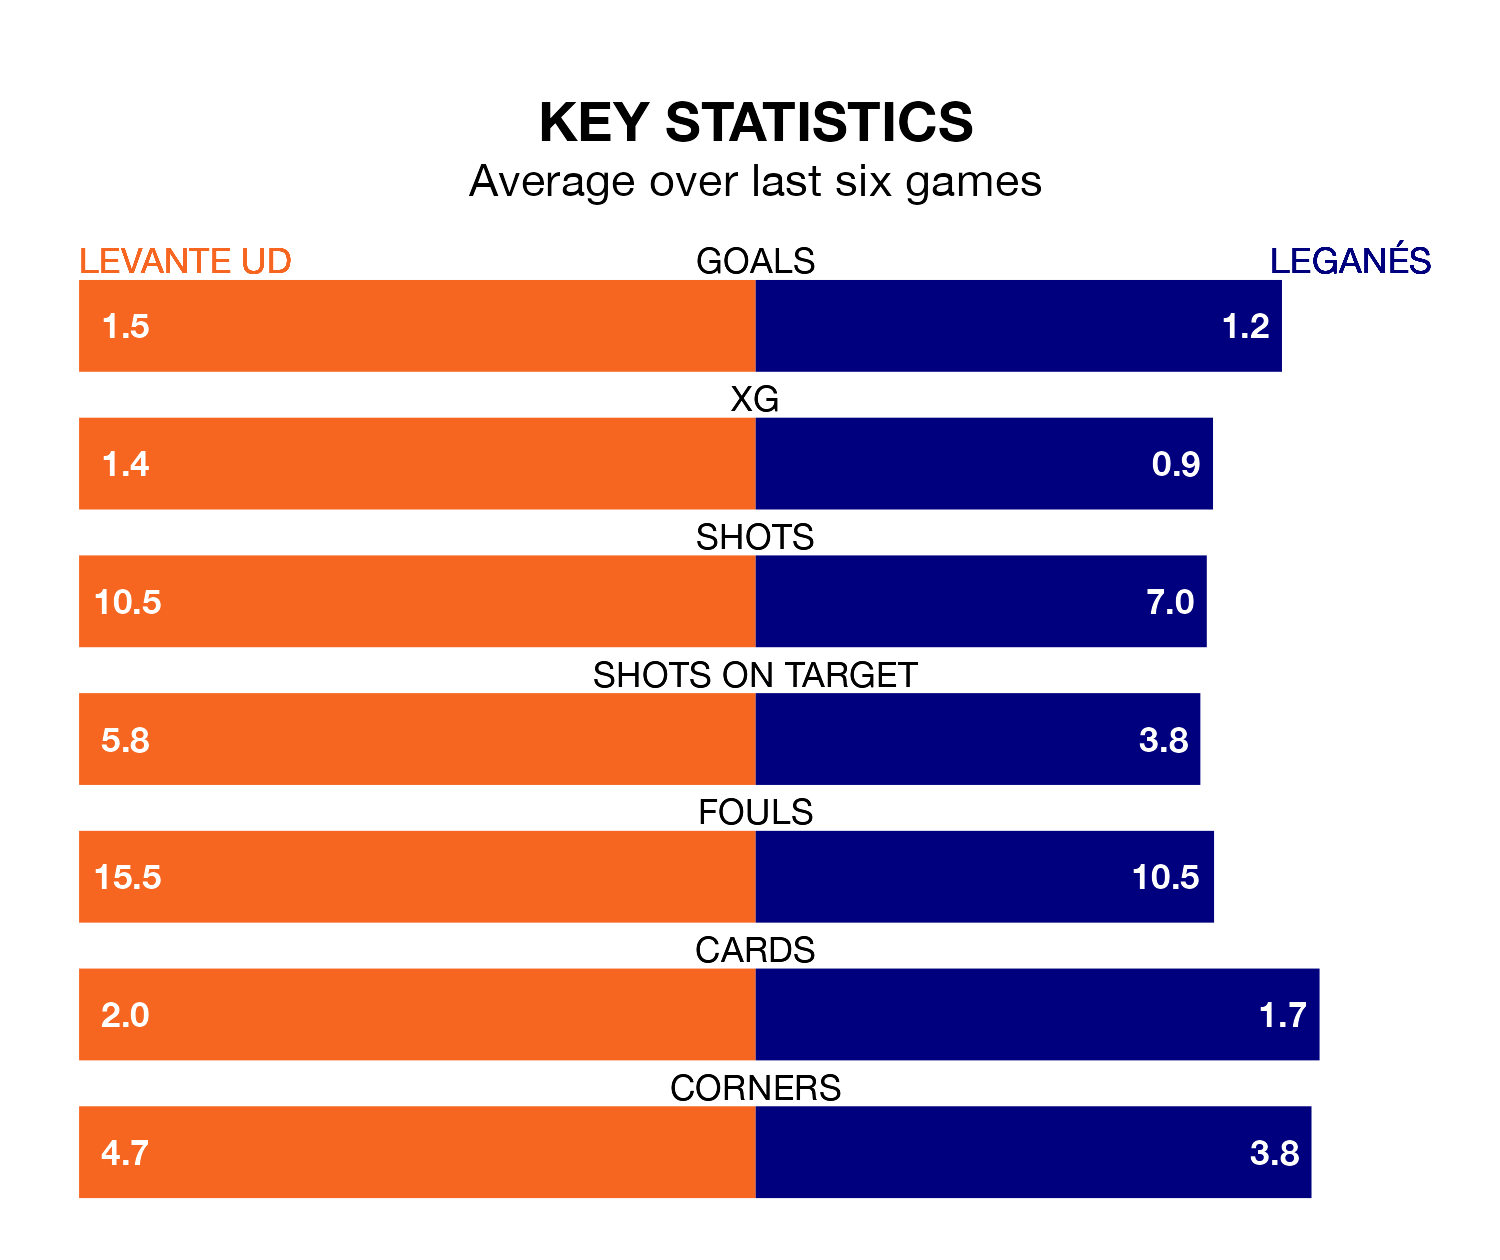 KEY STATISTICS
Average over last six games
LEVANTE UD GOALS LEGANÉS
1.5 1.2
XG
1.4 0.9
SHOTS
10.5 7.0
SHOTS ON TARGET
5.8 3.8
FOULS
15.5 10.5
CARDS
2.0 1.7
CORNERS
4.7 3.8